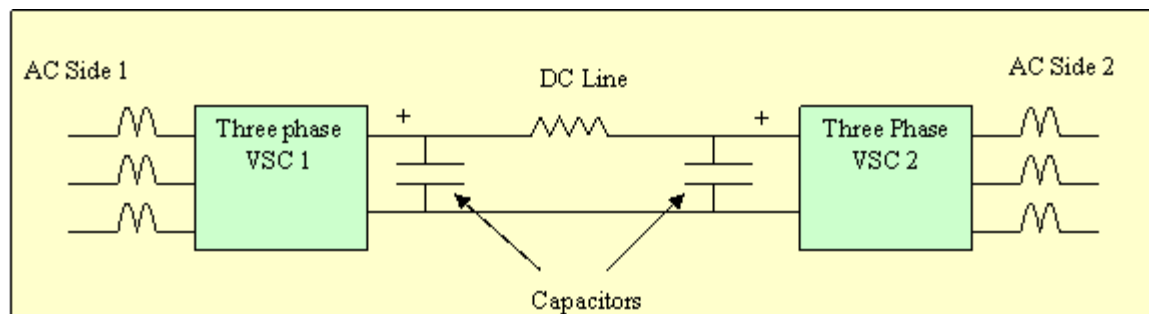 AC Side 1
DC Line
AC Side 2
+
+
Three phase
VSC 1
Three Phase
VSC 2
Capacitors